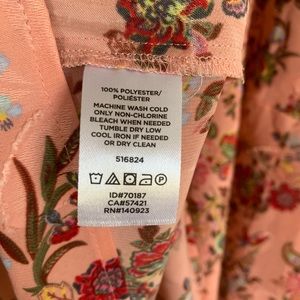 100% POLYESTER/
POLIÉSTER
MACHINE WASH COLD
ONLY NON-CHLORINE
BLEACH WHEN NEEDED
TUMBLE DRY LOW
COOL IRON IF NEEDED
OR DRY CLEAN
516824
ID#70187
CA#57421
RN#140923